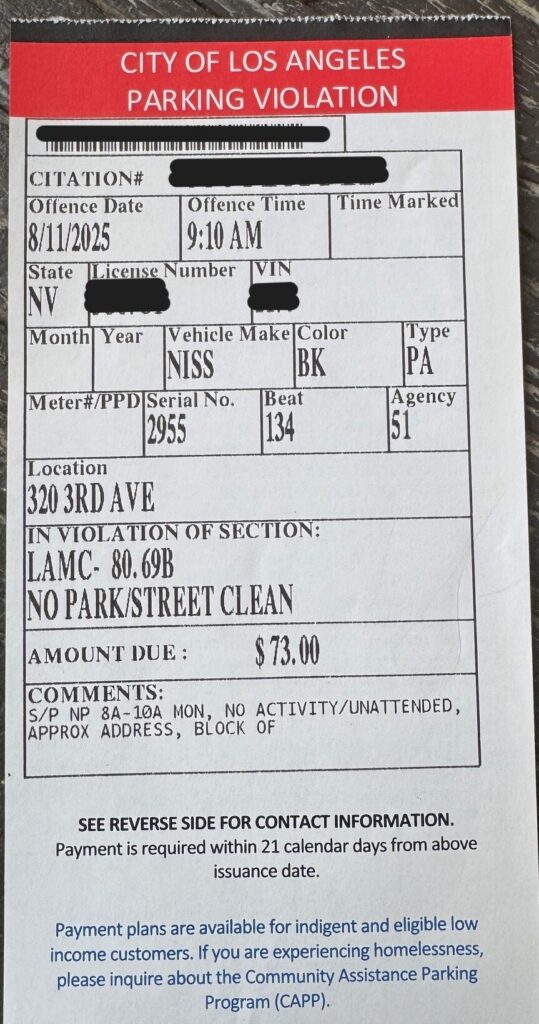 CITY OF LOS ANGELES
PARKING VIOLATION
CITATION#
Offence Date Offence Time Time Marked
8/11/2025 9:10 AM
State License Number VIN
NV
Month Year Vehicle Make Color Type
NISS BK PA
Meter#/PPD Serial No. Beat Agency
2955 134 51
Location
320 3RD AVE
IN VIOLATION OF SECTION:
LAMC- 80.69B
NO PARK/STREET CLEAN
AMOUNT DUE : $ 73.00
COMMENTS:
S/P NP 8A-10A MON, NO ACTIVITY/UNATTENDED,
APPROX ADDRESS, BLOCK OF
SEE REVERSE SIDE FOR CONTACT INFORMATION.
Payment is required within 21 calendar days from above
issuance date.
Payment plans are available for indigent and eligible low
income customers. If you are experiencing homelessness,
please inquire about the Community Assistance Parking
Program (CAPP).